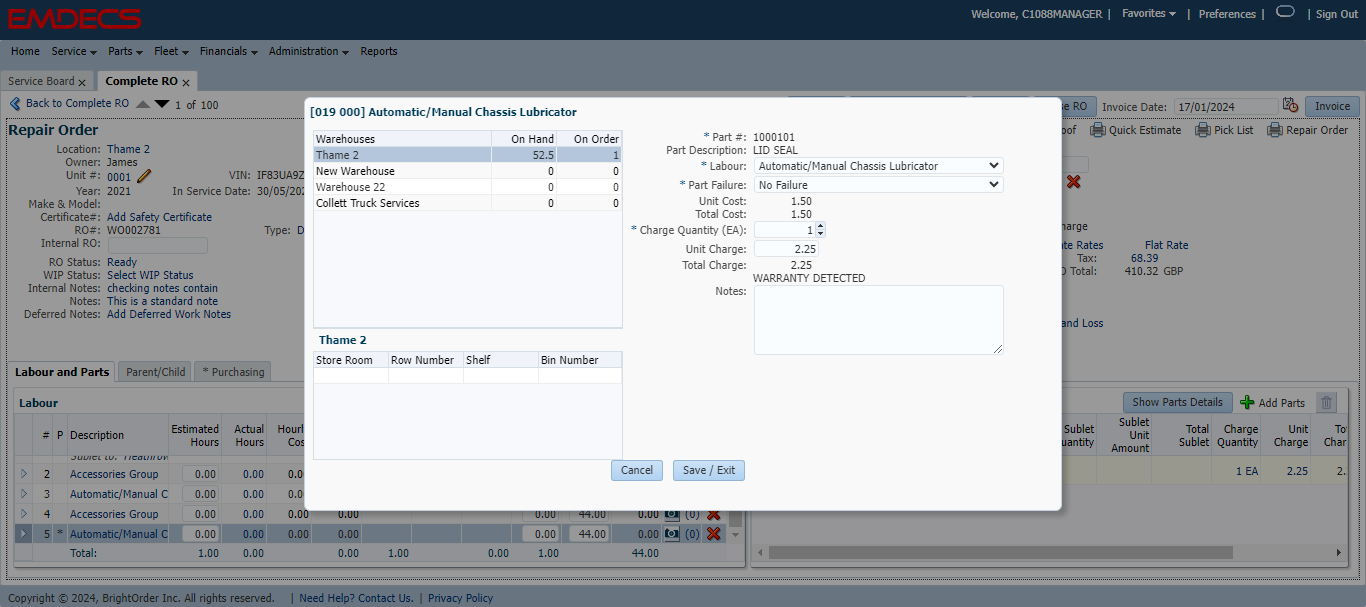 EMDECS
Welcome, C1088MANAGER | Favorites | Preferences | | Sign Out
Home Service Parts Fleet Financials Administration Reports
Service Board x Complete RO x
Back to Complete RO 1 of 100
RO Invoice Date: 17/01/2024 Invoice
Quick Estimate Pick List Repair Order
Repair Order
Location: Thame 2
Owner: James
Unit #: 0001 VIN: IF83UA9Z
Year: 2021 In Service Date: 30/05/202
Make & Model:
Certificate#: Add Safety Certificate
RO#: WO002781 Type: D
Internal RO:
RO Status: Ready
WIP Status: Select WIP Status
Internal Notes: checking notes contain
Notes: This is a standard note
Deferred Notes: Add Deferred Work Notes
[019 000] Automatic/Manual Chassis Lubricator
Warehouses On Hand On Order
Thame 2 52.5 1
New Warehouse 0 0
Warehouse 22 0 0
Collett Truck Services 0 0
Thame 2
Store Room Row Number Shelf Bin Number
* Part #: 1000101
Part Description: LID SEAL
* Labour: Automatic/Manual Chassis Lubricator
* Part Failure: No Failure
Unit Cost: 1.50
Total Cost: 1.50
* Charge Quantity (EA): 1
Unit Charge: 2.25
Total Charge: 2.25
WARRANTY DETECTED
Notes:
Cancel Save / Exit
harge
te Rates Flat Rate
Tax: 68.39
O Total: 410.32 GBP
and Loss
Labour and Parts Parent/Child * Purchasing
Labour
# P Description Estimated Hours Actual Hours Hourl Cos
Sublet to: Heathrow
2 Accessories Group 0.00 0.00 0.0
3 Automatic/Manual C 0.00 0.00 0.0
4 Accessories Group 0.00 0.00 0.00 0.00 44.00 0.00 (0)
5 * Automatic/Manual C 0.00 0.00 0.00 0.00 44.00 0.00 (0)
Total: 1.00 0.00 0.00 1.00 0.00 1.00 44.00
Show Parts Details Add Parts
Sublet uantity Sublet Unit Amount Total Sublet Charge Quantity Unit Charge Tot Char
1 EA 2.25 2.
Copyright © 2024, BrightOrder Inc. All rights reserved. | Need Help? Contact Us. | Privacy Policy